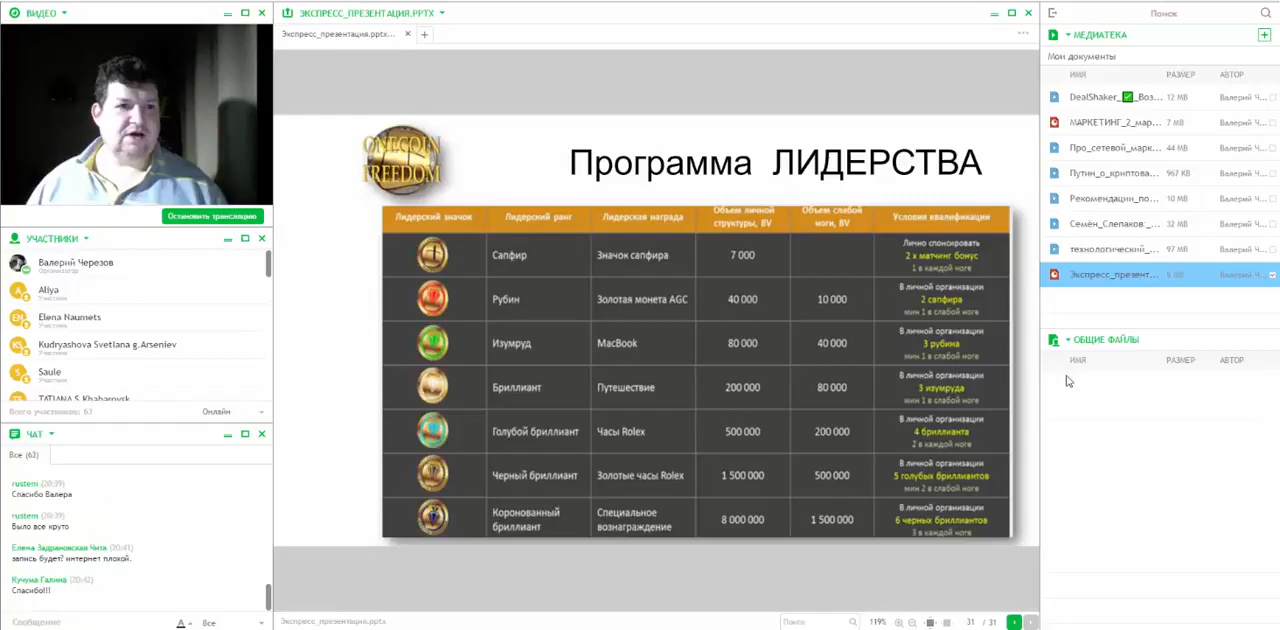 ВИДЕО
Остановить трансляцию
УЧАСТНИКИ
Валерий Черезов
Организатор
Aliya
Участник
Elena Naumets
Участник
Kudryashova Svetlana g.Arseniev
Участник
Saule
Участник
TATIANA S Khabarovsk
Всего участников: 63
Онлайн
ЧАТ
Все (63)
rustem (20:39)
Спасибо Валера
rustem (20:39)
Было все круто
Елена Задрановская Чита (20:41)
запись будет? интернет плохой.
Кучума Галина (20:42)
Спасибо!!!
Сообщение
A
Все
ЭКСПРЕСС_ПРЕЗЕНТАЦИЯ.PPTX
Экспресс_презентация.pptx...
ONECOIN
FREEDOM
Программа ЛИДЕРСТВА
Лидерский значок Лидерский ранг Лидерская награда Объем личной структуры, BV Объем слабой ноги, BV Условия квалификации
Сапфир Значок сапфира 7 000 Лично спонсировать 2 х матчинг бонус 1 в каждой ноге
Рубин Золотая монета AGC 40 000 10 000 В личной организации 2 сапфира мин 1 в слабой ноге
Изумруд MacBook 80 000 40 000 В личной организации 3 рубина мин 1 в слабой ноге
Бриллиант Путешествие 200 000 80 000 В личной организации 3 изумруда мин 1 в слабой ноге
Голубой бриллиант Часы Rolex 500 000 200 000 В личной организации 4 бриллианта 2 в каждой ноге
Черный бриллиант Золотые часы Rolex 1 500 000 500 000 В личной организации 5 голубых бриллиантов мин 2 в слабой ноге
Коронованный бриллиант Специальное вознаграждение 8 000 000 1 500 000 В личной организации 6 черных бриллиантов 3 в каждой ноге
Экспресс_презентация.pptx
Поиск
119%
31 / 31
Поиск
МЕДИАТЕКА
Мои документы
ИМЯ РАЗМЕР АВТОР
DealShaker_✅_Воз... 12 MB Валерий Ч...
МАРКЕТИНГ_2_мар... 7 MB Валерий Ч...
Про_сетевой_марк... 44 MB Валерий Ч...
Путин_о_криптова... 967 KB Валерий Ч...
Рекомендации_по... 10 MB Валерий Ч...
Семён_Слепаков:_... 32 MB Валерий Ч...
технологический_... 97 MB Валерий Ч...
Экспресс_презент... MB Валерий Ч...
ОБЩИЕ ФАЙЛЫ
ИМЯ РАЗМЕР АВТОР